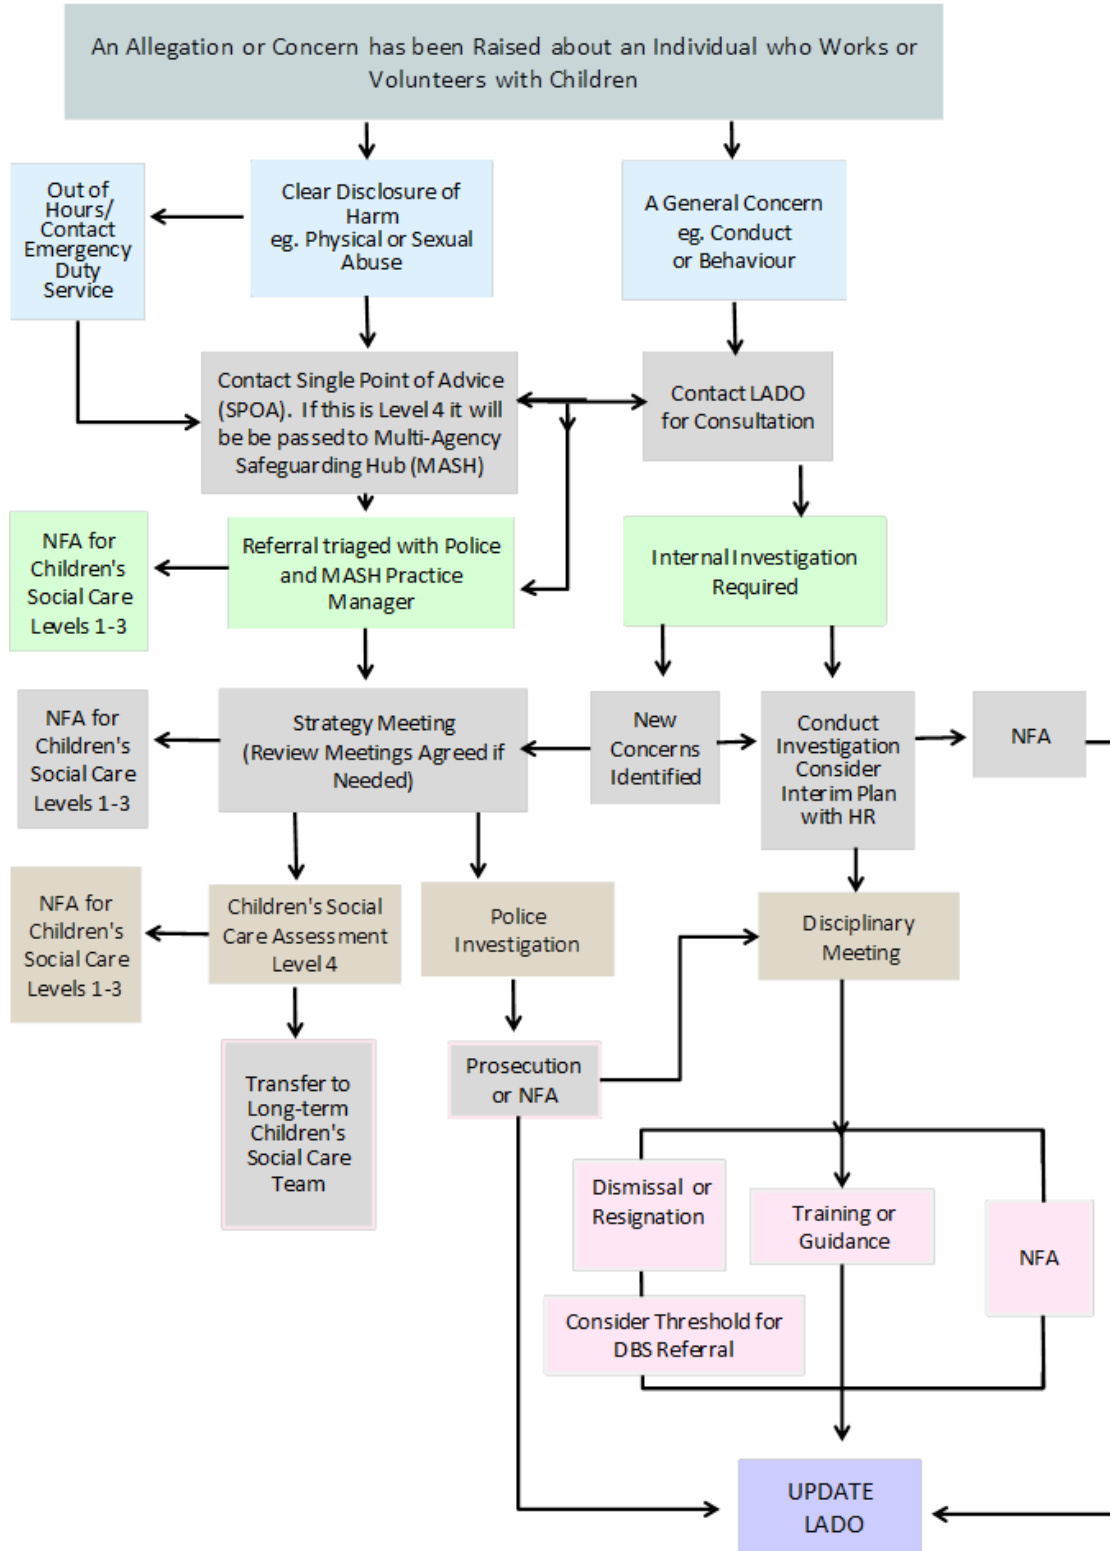 An Allegation or Concern has been Raised about an Individual who Works or
Volunteers with Children
Out of
Hours/
Contact
Emergency
Duty
Service
Clear Disclosure of
Harm
eg. Physical or Sexual
Abuse
A General Concern
eg. Conduct
or Behaviour
Contact Single Point of Advice
(SPOA). If this is Level 4 it will
be be passed to Multi-Agency
Safeguarding Hub (MASH)
Contact LADO
for Consultation
NFA for
Children's
Social Care
Levels 1-3
Referral triaged with Police
and MASH Practice
Manager
Internal Investigation
Required
NFA for
Children's
Social Care
Levels 1-3
Strategy Meeting
(Review Meetings Agreed if
Needed)
New
Concerns
Identified
Conduct
Investigation
Consider
Interim Plan
with HR
NFA
NFA for
Children's
Social Care
Levels 1-3
Children's Social
Care Assessment
Level 4
Police
Investigation
Disciplinary
Meeting
Transfer to
Long-term
Children's
Social Care
Team
Prosecution
or NFA
Dismissal or
Resignation
Training or
Guidance
NFA
Consider Threshold for
DBS Referral
UPDATE
LADO